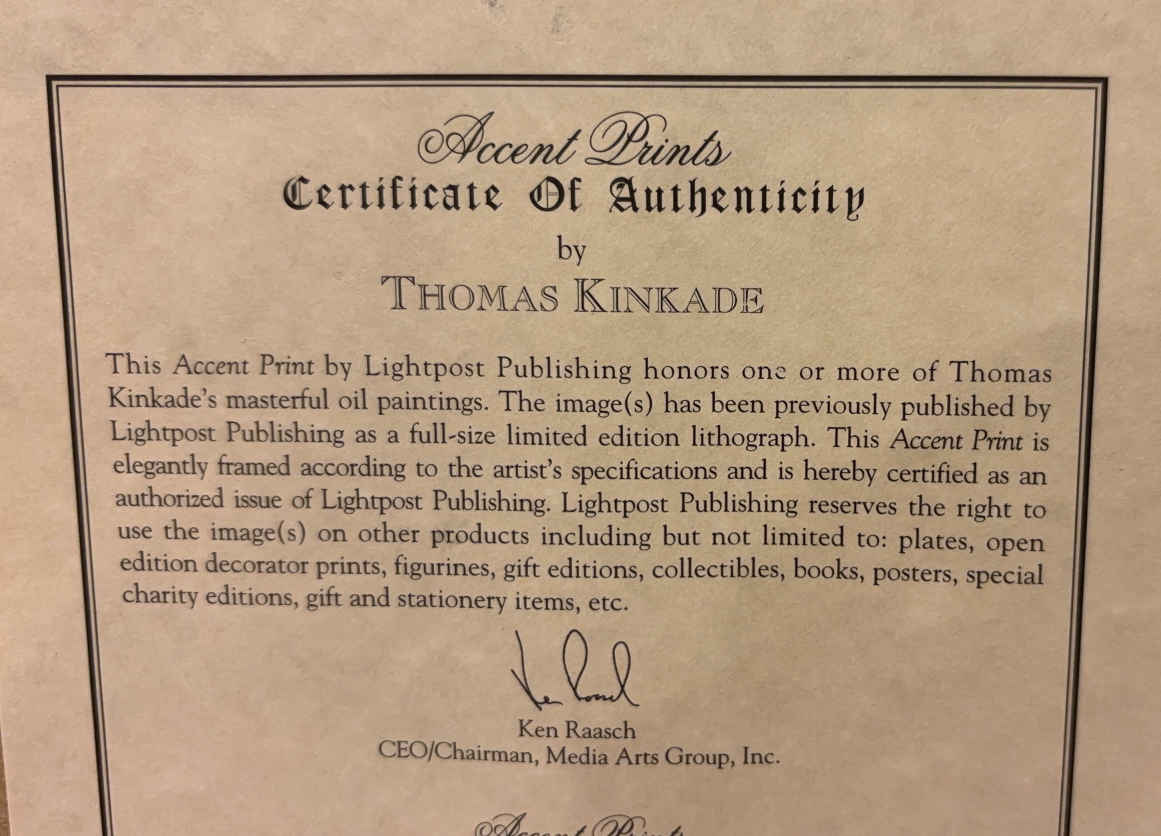 Accent Prints
Certificate Of Authenticity
by
THOMAS KINKADE
This Accent Print by Lightpost Publishing honors one or more of Thomas
Kinkade's masterful oil paintings. The image(s) has been previously published by
Lightpost Publishing as a full-size limited edition lithograph. This Accent Print is
elegantly framed according to the artist's specifications and is hereby certified as an
authorized issue of Lightpost Publishing. Lightpost Publishing reserves the right to
use the image(s) on other products including but not limited to: plates, open
edition decorator prints, figurines, gift editions, collectibles, books, posters, special
charity editions, gift and stationery items, etc.
Ken Raasch
Ken Raasch
CEO/Chairman, Media Arts Group, Inc.
Accent Prints